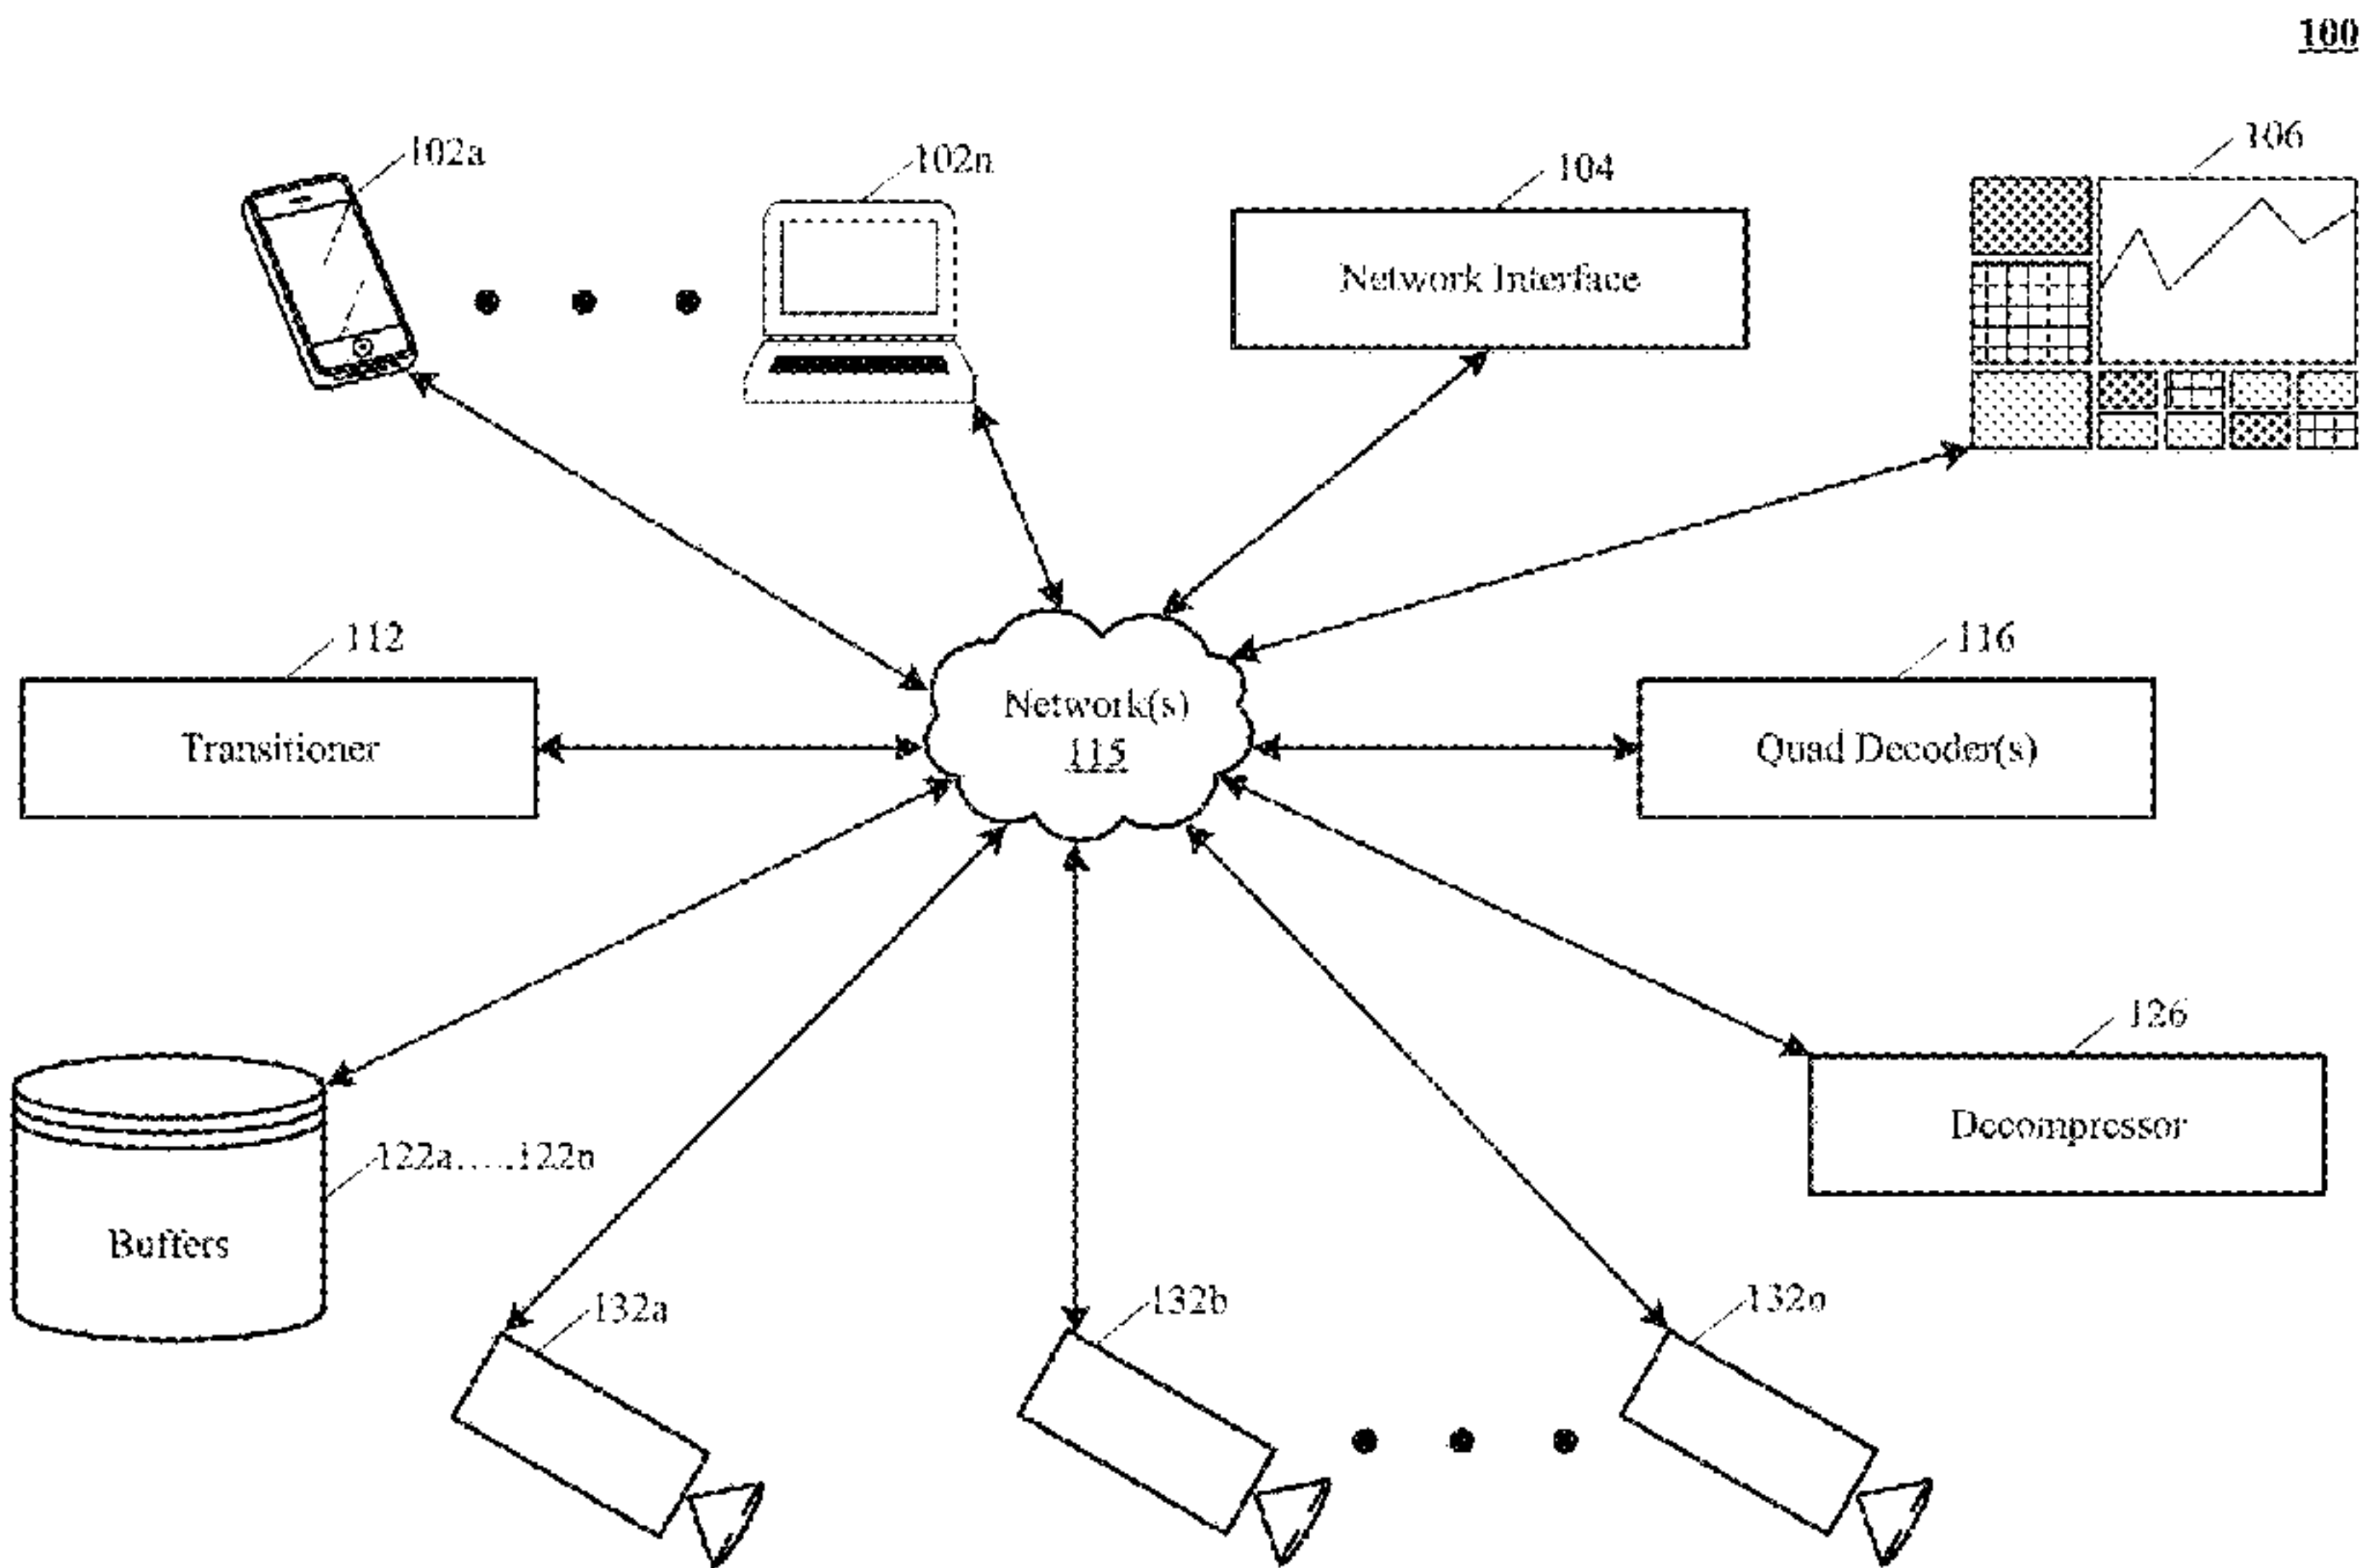 100
102a
102n
104
106
Network Interface
112
116
Network(s)
115
Transitioner
Quad Decoder(s)
126
Decompressor
122a.....122n
Buffers
132a
132b
132n